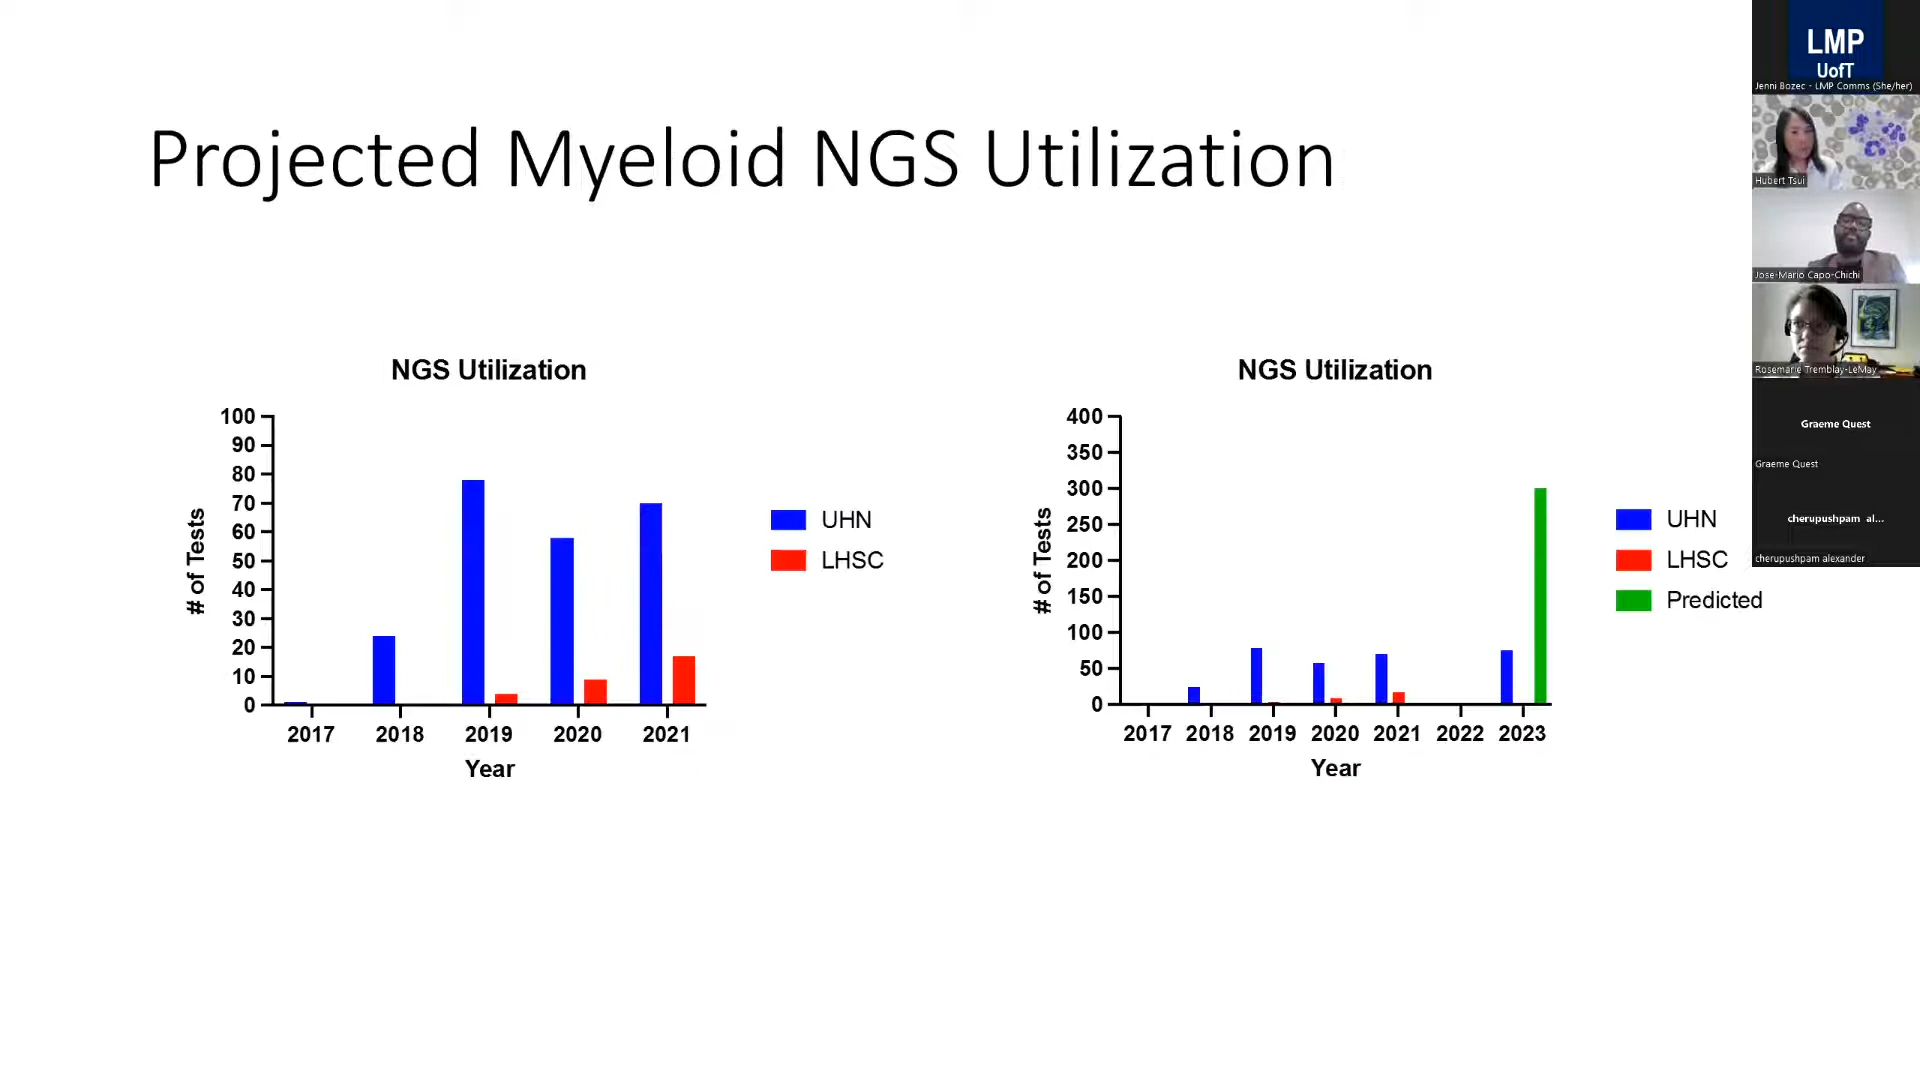 Projected Myeloid NGS Utilization
NGS Utilization
100
90
80
70
60
50
40
30
20
10
0
# of Tests
2017 2018 2019 2020 2021
Year
UHN
LHSC
NGS Utilization
400
350
300
250
200
150
100
50
0
# of Tests
2017 2018 2019 2020 2021 2022 2023
Year
UHN
LHSC
Predicted
LMP
UofT
Jenni Bozec - LMP Comms (She/her)
Hubert Tsui
Jose-Mario Capo-Chichi
Rosemarie Tremblay-LeMay
Graeme Quest
Graeme Quest
cherupushpam al...
cherupushpam alexander